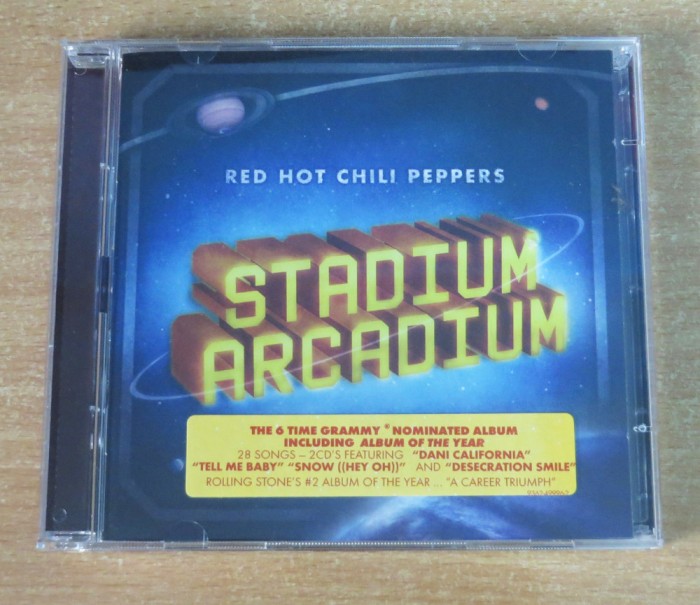 RED HOT CHILI PEPPERS
STADIUM
ARCADIUM
THE 6 TIME GRAMMY ® NOMINATED ALBUM
INCLUDING ALBUM OF THE YEAR
28 SONGS – 2CD'S FEATURING "DANI CALIFORNIA"
"TELL ME BABY" "SNOW ((HEY OH))" AND "DESECRATION SMILE"
ROLLING STONE'S #2 ALBUM OF THE YEAR ... "A CAREER TRIUMPH"